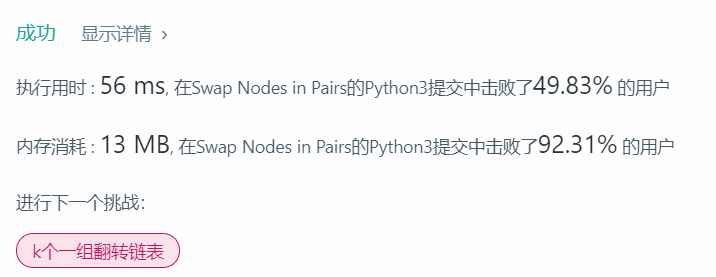 成功 显示详情 ›
执行用时 : 56 ms, 在Swap Nodes in Pairs的Python3提交中击败了49.83% 的用户
内存消耗 : 13 MB, 在Swap Nodes in Pairs的Python3提交中击败了92.31% 的用户
进行下一个挑战：
k个一组翻转链表